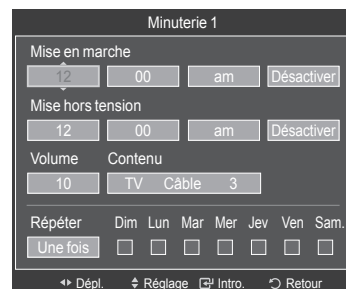 Minuterie 1
Mise en marche
12 00 am Désactiver
Mise hors tension
12 00 am Désactiver
Volume Contenu
10 TV Câble 3
Répéter Dim Lun Mar Mer Jev Ven Sam.
Une fois
Dépl. Réglage Intro. Retour